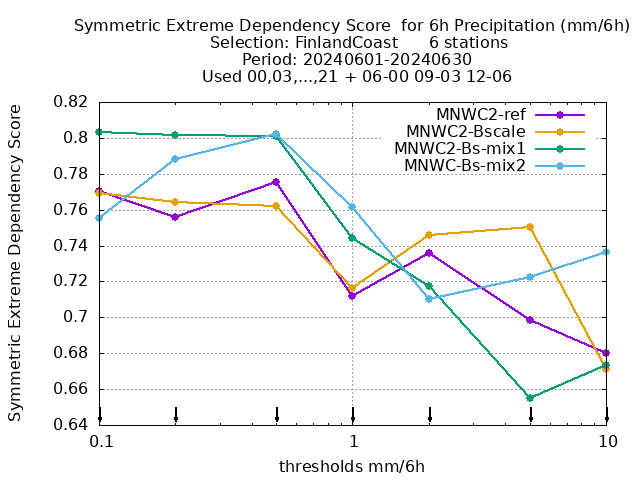 Symmetric Extreme Dependency Score  for 6h Precipitation (mm/6h)
Selection: FinlandCoast      6 stations
Period: 20240601-20240630
Used 00,03,...,21 + 06-00 09-03 12-06
Symmetric Extreme Dependency Score
0.82
0.8
0.78
0.76
0.74
0.72
0.7
0.68
0.66
0.64
MNWC2-ref
MNWC2-Bscale
MNWC2-Bs-mix1
MNWC-Bs-mix2
0.1 1 10
thresholds mm/6h